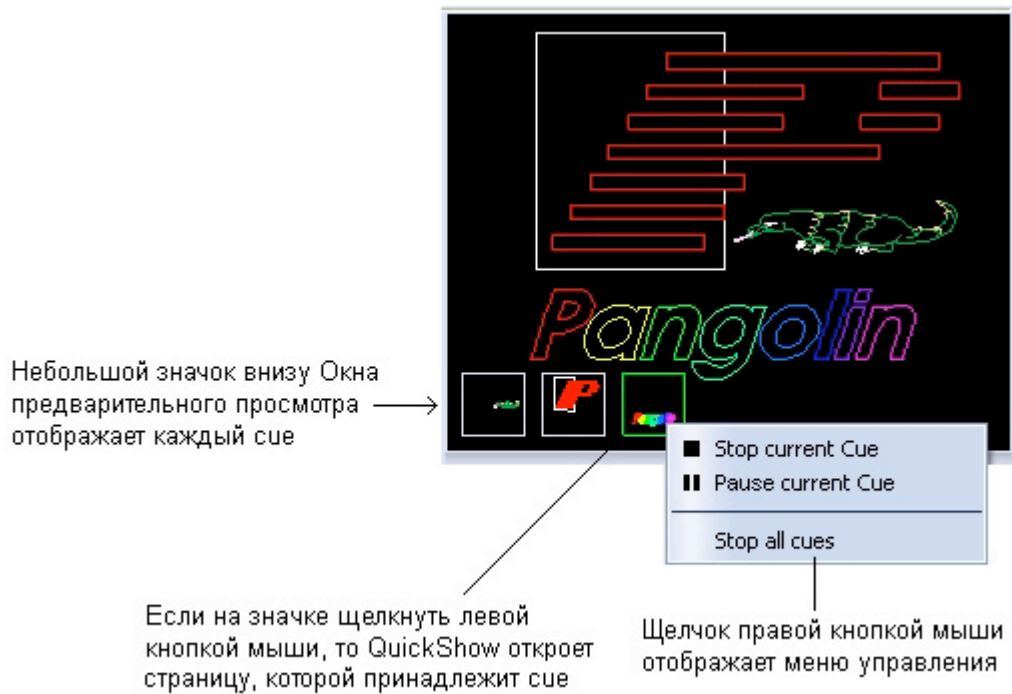 Pangolin
Небольшой значок внизу Окна
предварительного просмотра
отображает каждый cue
Stop current Cue
Pause current Cue
Stop all cues
Если на значке щелкнуть левой
кнопкой мыши, то QuickShow откроет
страницу, которой принадлежит cue
Щелчок правой кнопкой мыши
отображает меню управления